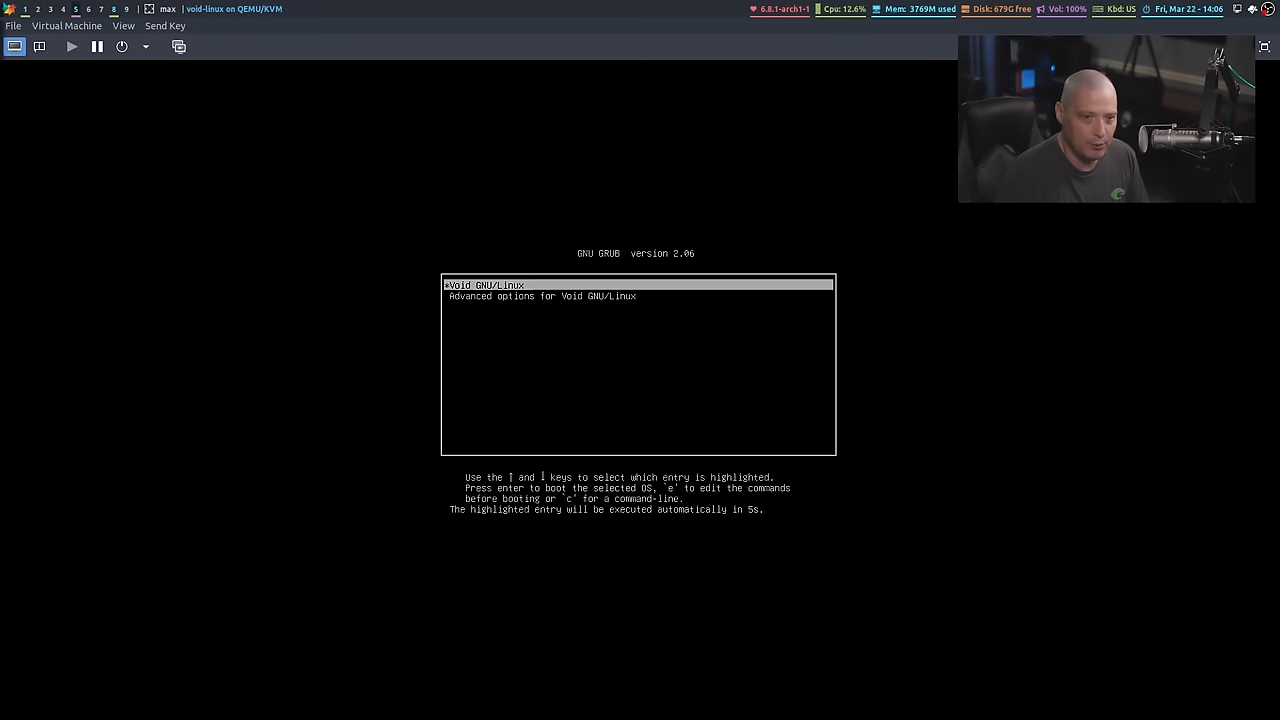 1 2 3 4 5 6 7 8 9 max | void-linux on QEMU/KVM 6.8.1-arch1-1 Cpu: 12.6% Mem: 3769M used Disk: 679G free Vol: 100% Kbd: US Fri, Mar 22 - 14:06
File Virtual Machine View Send Key
GNU GRUB version 2.06
*Void GNU/Linux
Advanced options for Void GNU/Linux
Use the ↑ and ↓ keys to select which entry is highlighted.
Press enter to boot the selected OS, `e' to edit the commands
before booting or `c' for a command-line.
The highlighted entry will be executed automatically in 5s.